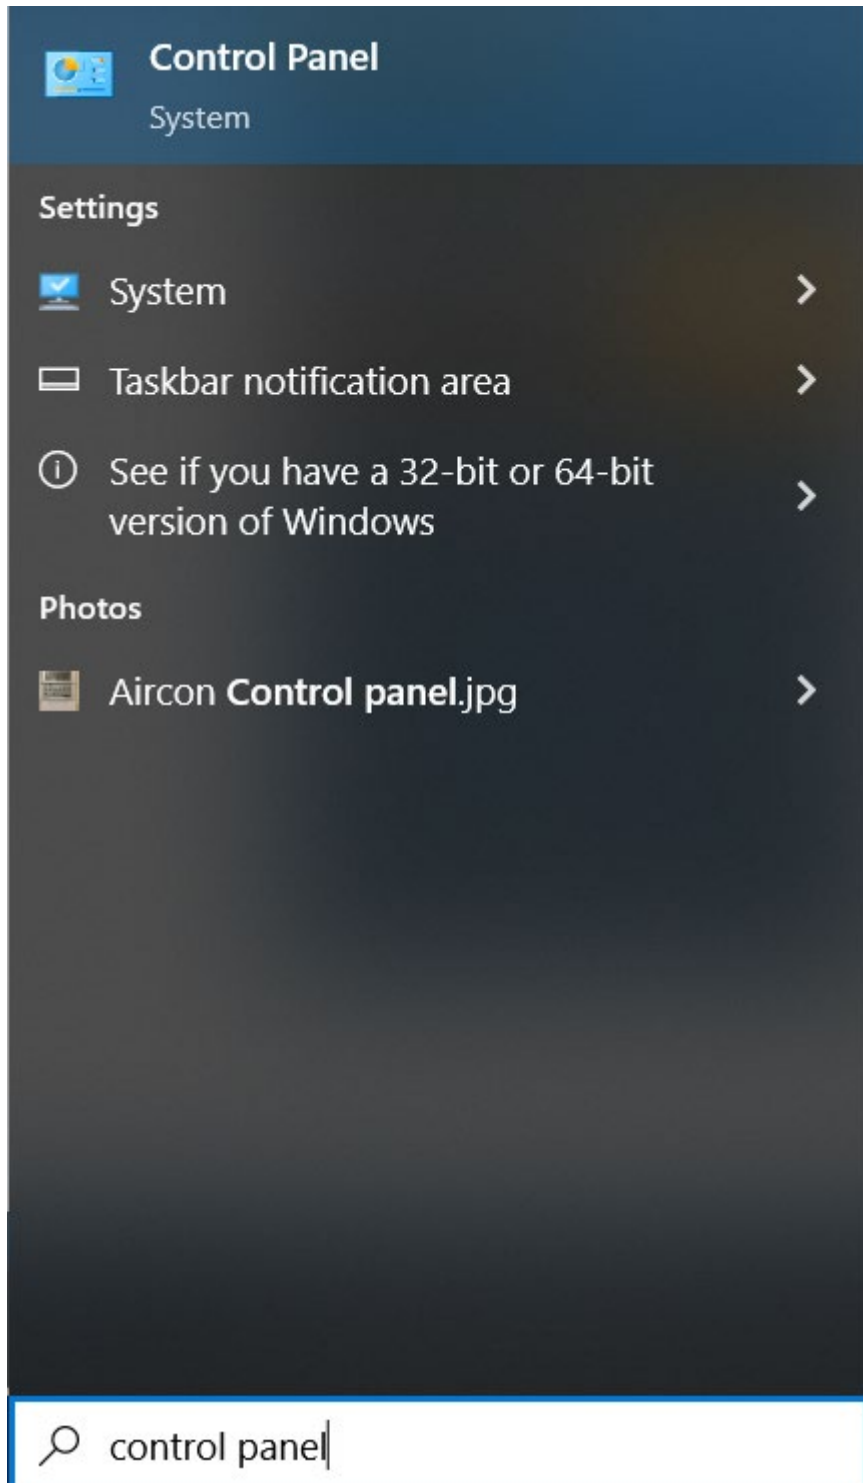 Control Panel
System
Settings
System
Taskbar notification area
See if you have a 32-bit or 64-bit
version of Windows
Photos
Aircon Control panel.jpg
control panel